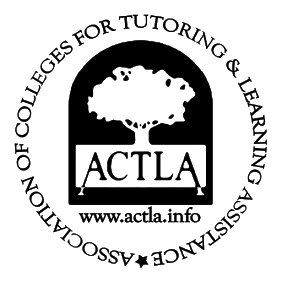 ASSOCIATION OF COLLEGES FOR TUTORING & LEARNING ASSISTANCE
ACTLA
www.actla.info